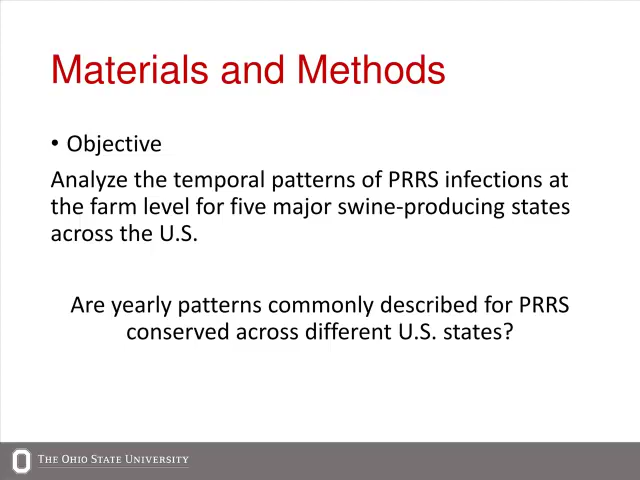 Materials and Methods
• Objective
Analyze the temporal patterns of PRRS infections at
the farm level for five major swine-producing states
across the U.S.
Are yearly patterns commonly described for PRRS
conserved across different U.S. states?
The Ohio State University